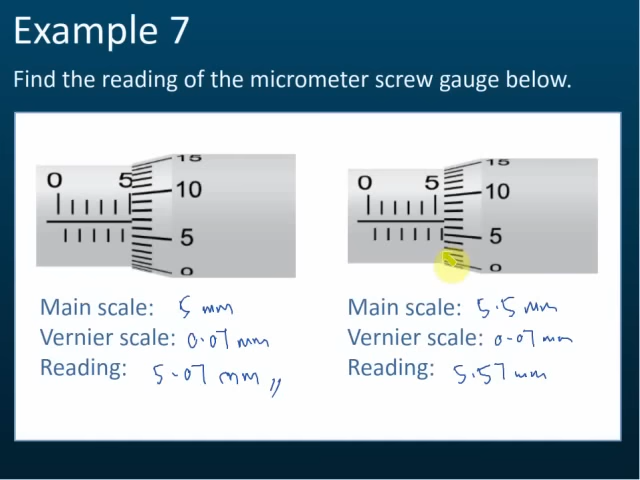 Example 7
Find the reading of the micrometer screw gauge below.
0 5 15 10 5 0
0 5 15 10 5 0
Main scale: 5 mm
Vernier scale: 0.07 mm
Reading: 5.07 mm //
Main scale: 5.5 mm
Vernier scale: 0.07 mm
Reading: 5.57 mm